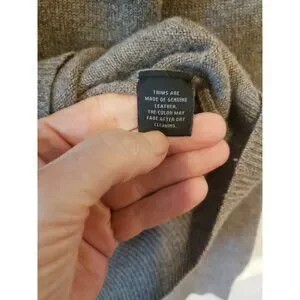 TRIMS ARE
MADE OF GENUINE
LEATHER,
THE COLOR MAY
FADE AFTER DRY
CLEANING.